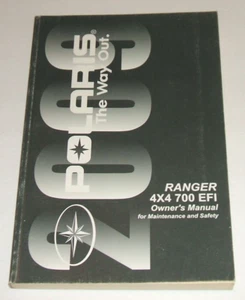 2009
POLARIS®
The Way Out.
RANGER
4X4 700 EFI
Owner's Manual
for Maintenance and Safety